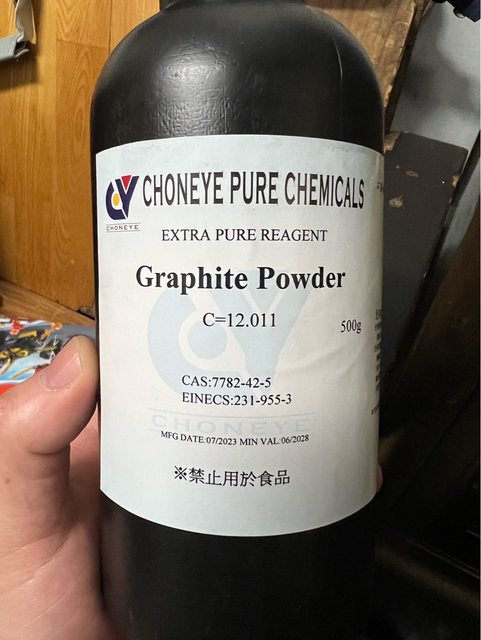 CHONEYE PURE CHEMICALS
CHONEYE
EXTRA PURE REAGENT
Graphite Powder
C=12.011
500g
CAS:7782-42-5
EINECS:231-955-3
CHONEYE
MFG DATE:07/2023 MIN VAL:06/2028
※禁止用於食品